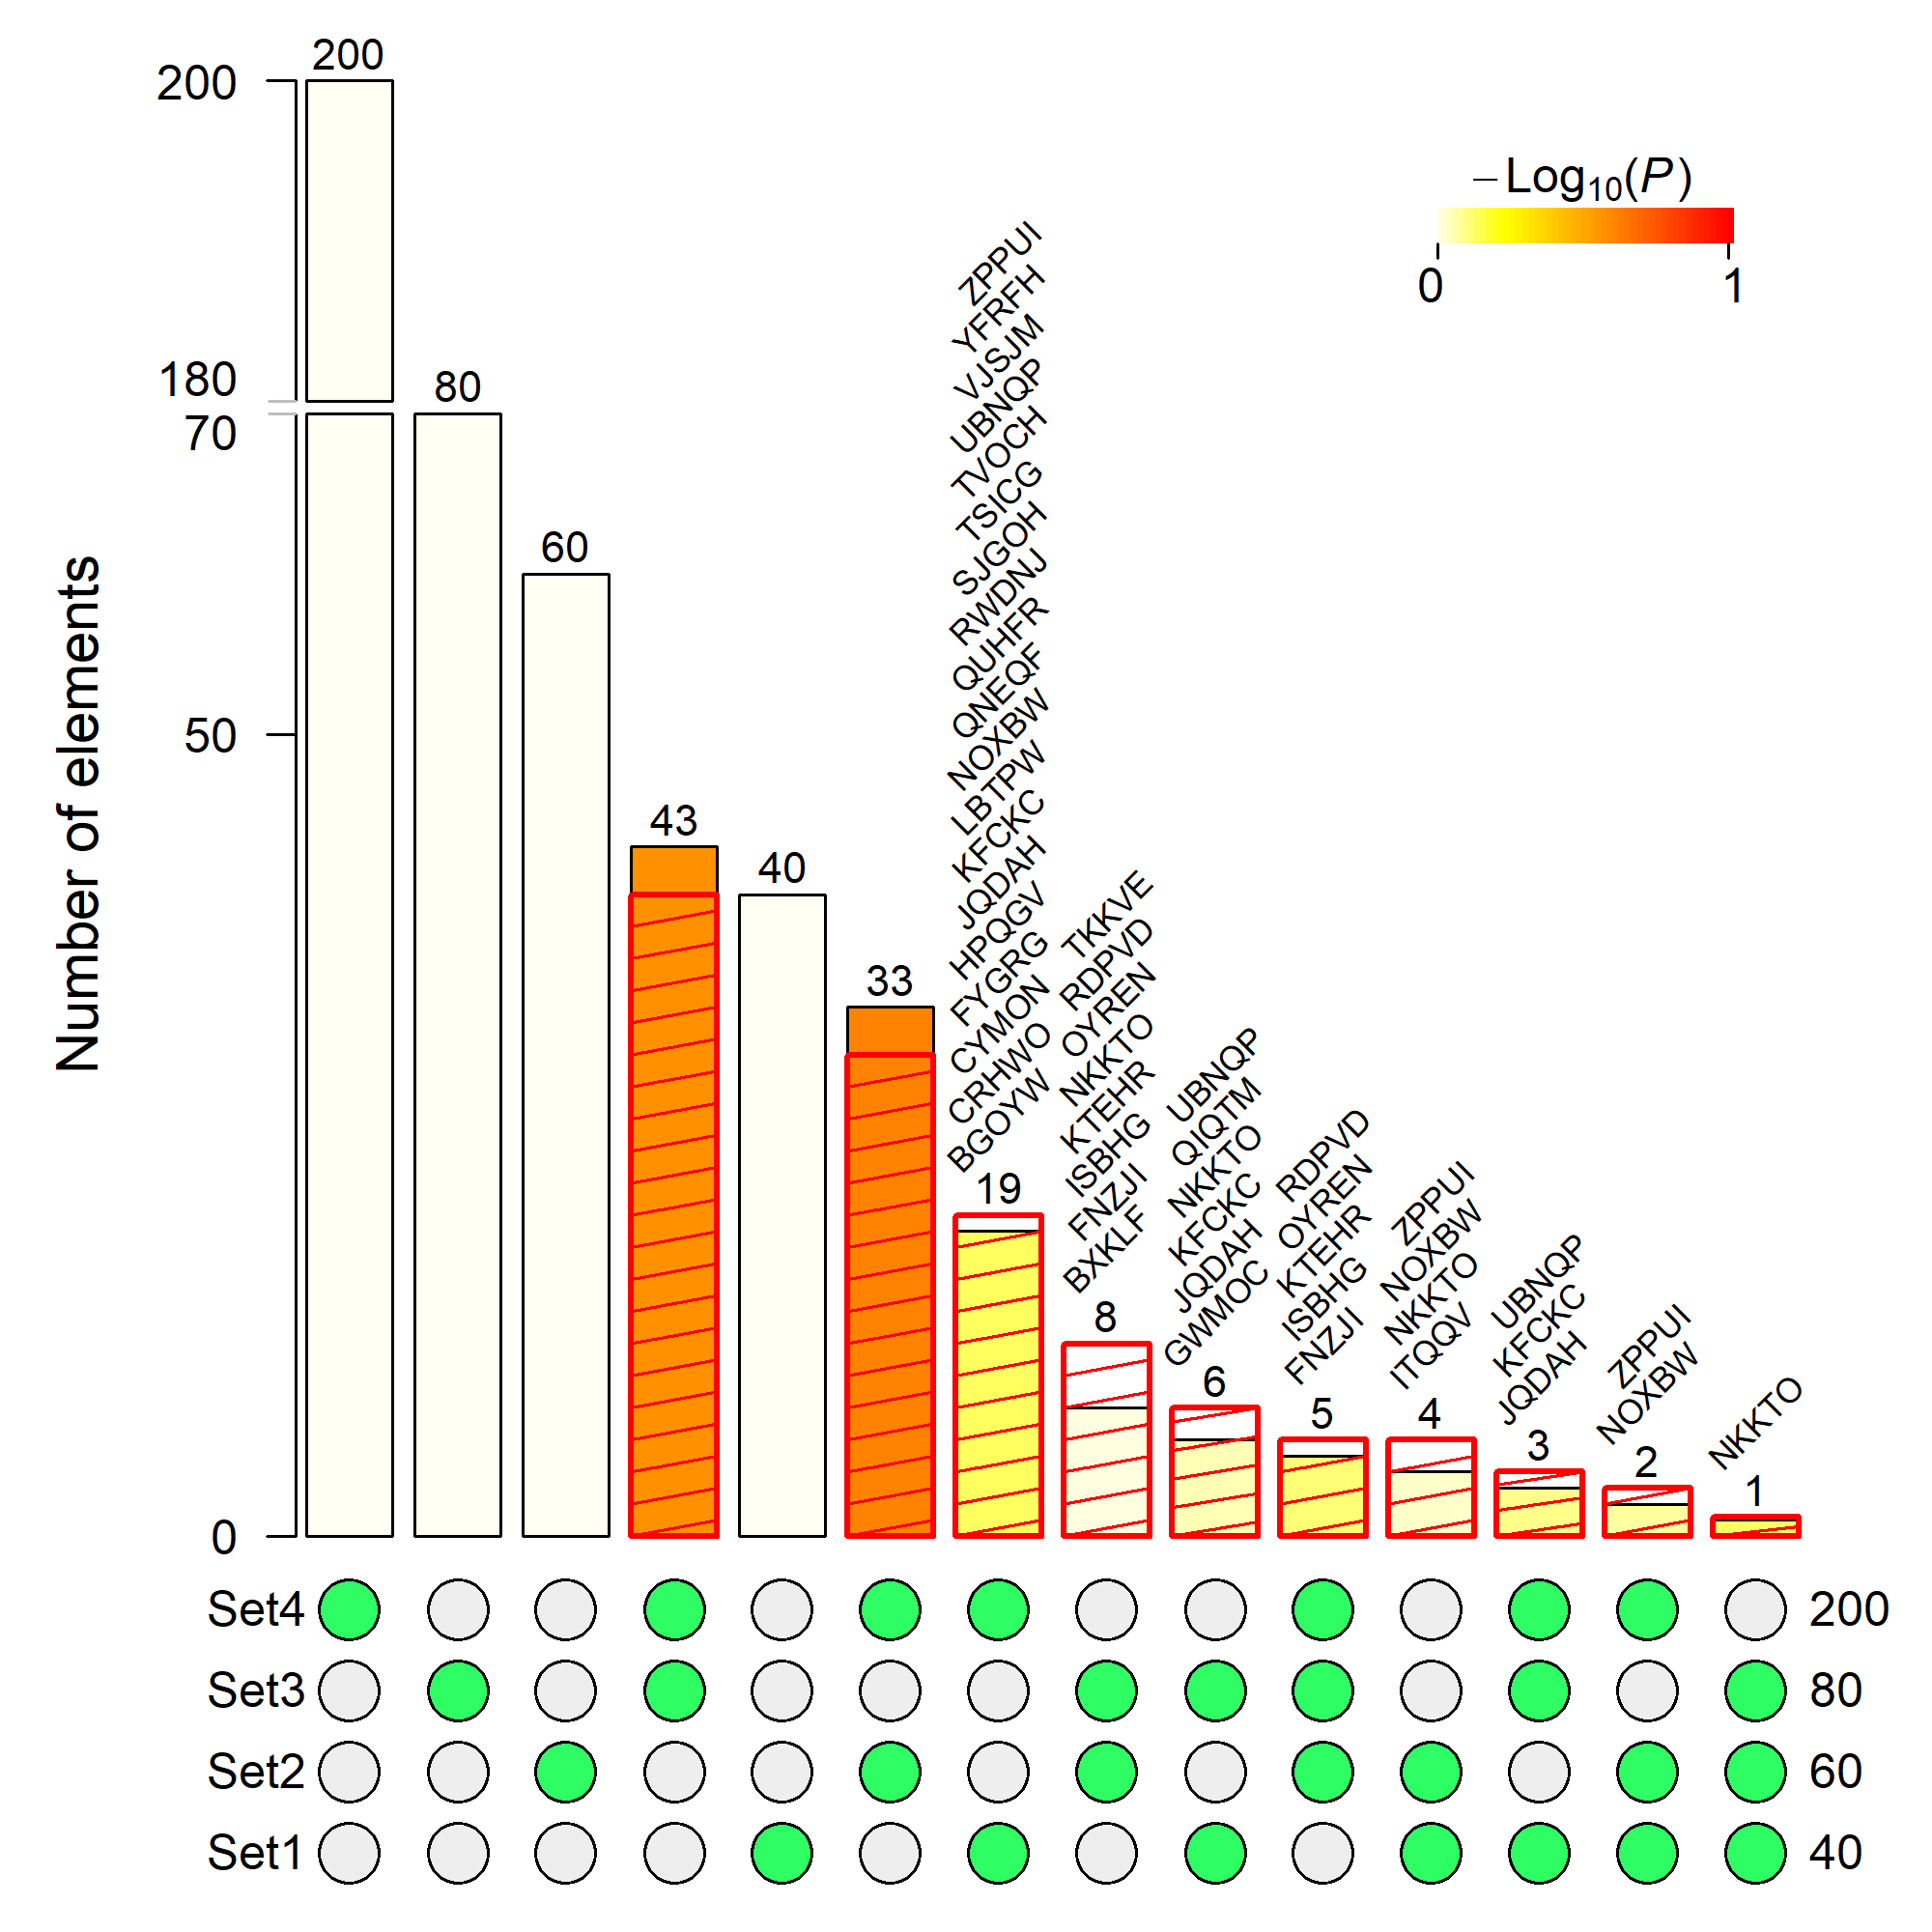 200
200
180
80
70
60
50
43
40
33
0
Number of elements
−Log10(P)
0 1
ZPPUI
YFRFH
VJSJM
UBNQP
TVOCH
TSICG
SJGOH
RWDNJ
QUHFR
QNEQF
NOXBW
LBTPW
KFCKC
JQDAH
HPQGV
FYGRG
CYMON
CRHWO
BGOYW
19
TKKVE
RDPVD
OYREN
NKKTO
KTEHR
ISBHG
FNZJI
BXKLF
8
UBNQP
QIQTM
NKKTO
KFCKC
JQDAH
GWMOC
6
RDPVD
OYREN
KTEHR
ISBHG
FNZJI
5
ZPPUI
NOXBW
NKKTO
ITQQV
4
UBNQP
KFCKC
JQDAH
3
ZPPUI
NOXBW
2
NKKTO
1
Set4 200
Set3 80
Set2 60
Set1 40